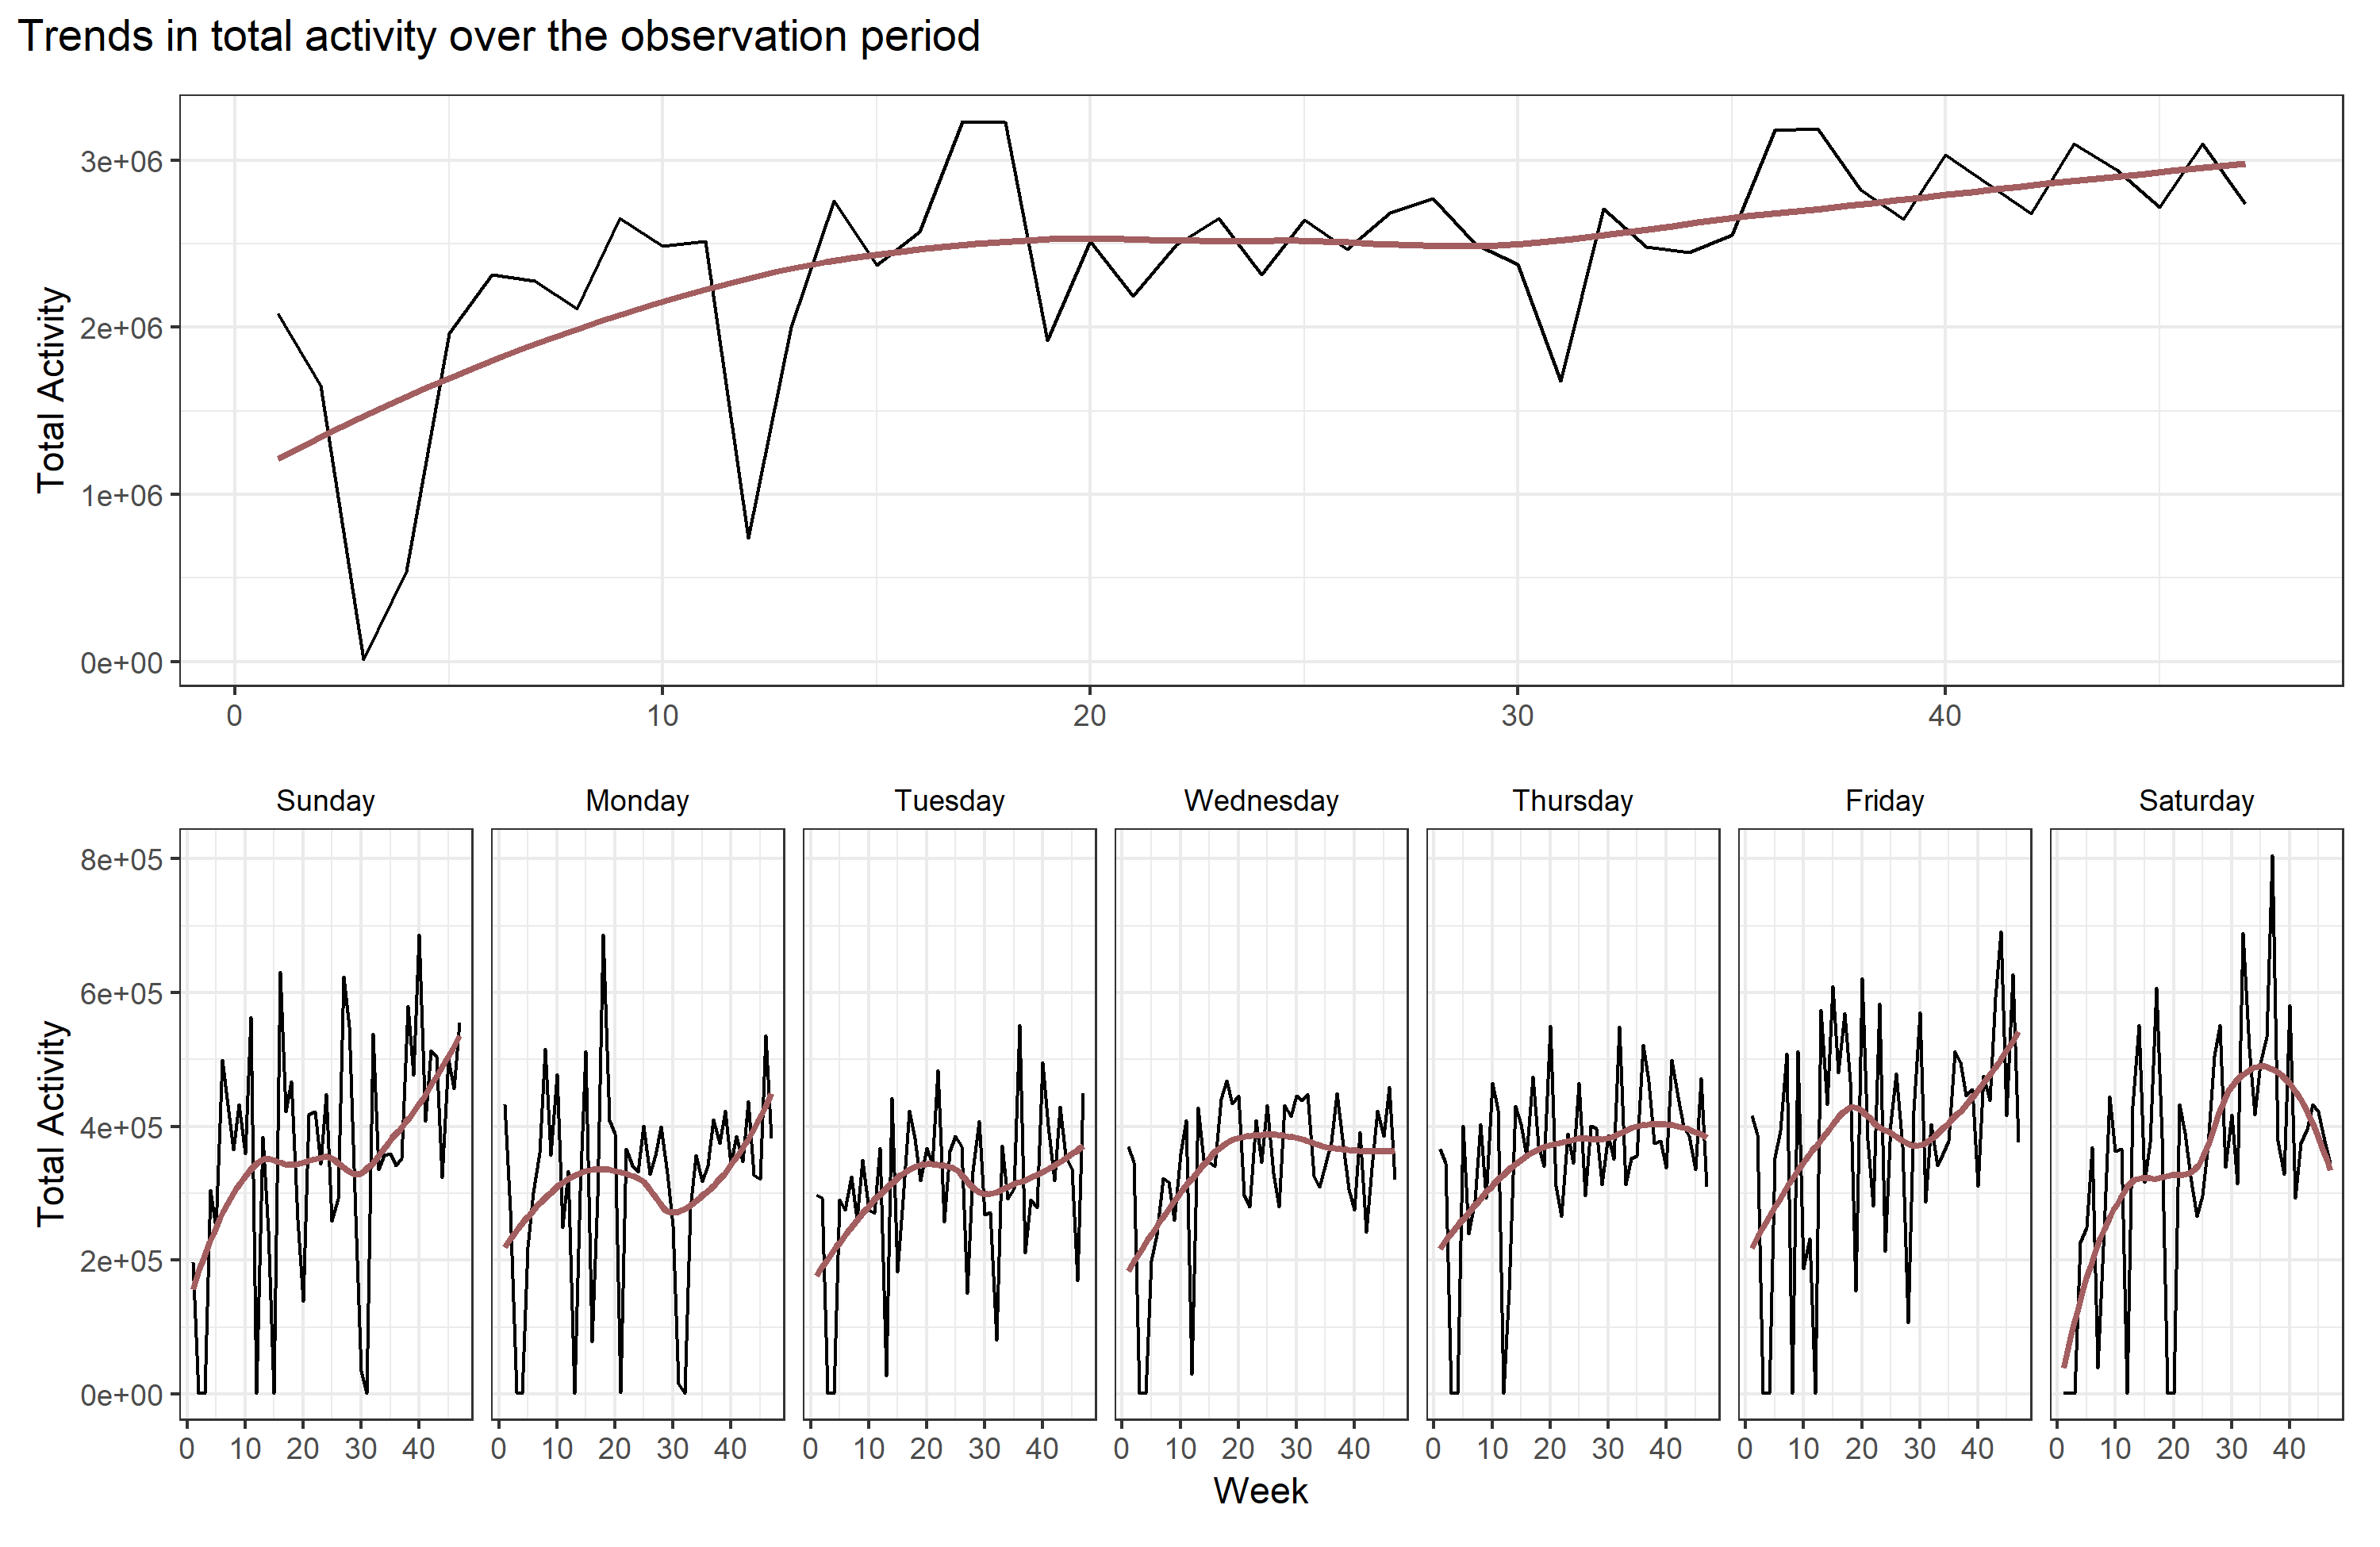 Trends in total activity over the observation period
Total Activity
3e+06
2e+06
1e+06
0e+00
0 10 20 30 40
Sunday Monday Tuesday Wednesday Thursday Friday Saturday
Total Activity
8e+05
6e+05
4e+05
2e+05
0e+00
0 10 20 30 40 0 10 20 30 40 0 10 20 30 40 0 10 20 30 40 0 10 20 30 40 0 10 20 30 40 0 10 20 30 40
Week